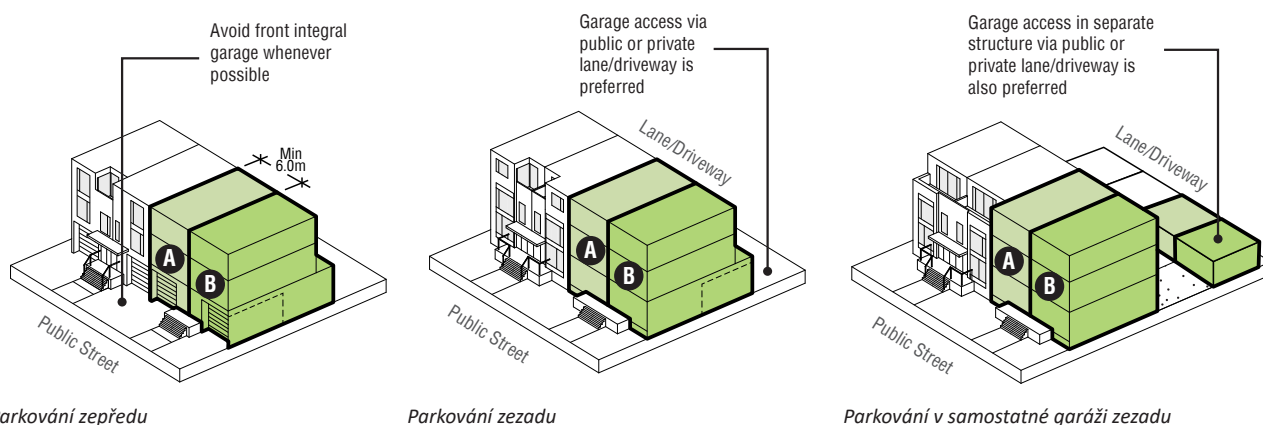 Avoid front integral
garage whenever
possible
Min
6.0m
A
B
Public Street
arkování zepředu
Garage access via
public or private
lane/driveway is
preferred
Lane/Driveway
A
B
Public Street
Parkování zezadu
Garage access in separate
structure via public or
private lane/driveway is
also preferred
Lane/Driveway
A
B
Public Street
Parkování v samostatné garáži zezadu